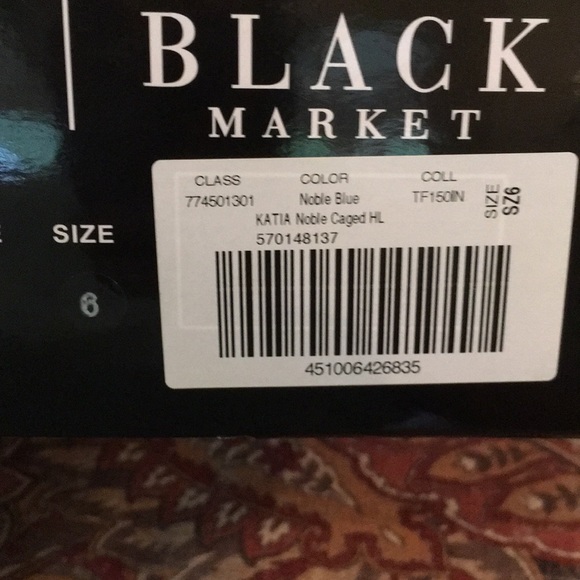 BLACK
MARKET
CLASS COLOR COLL
774501301 Noble Blue TF150IN
KATIA Noble Caged HL
570148137
SIZE
SZ6
451006426835
SIZE
6